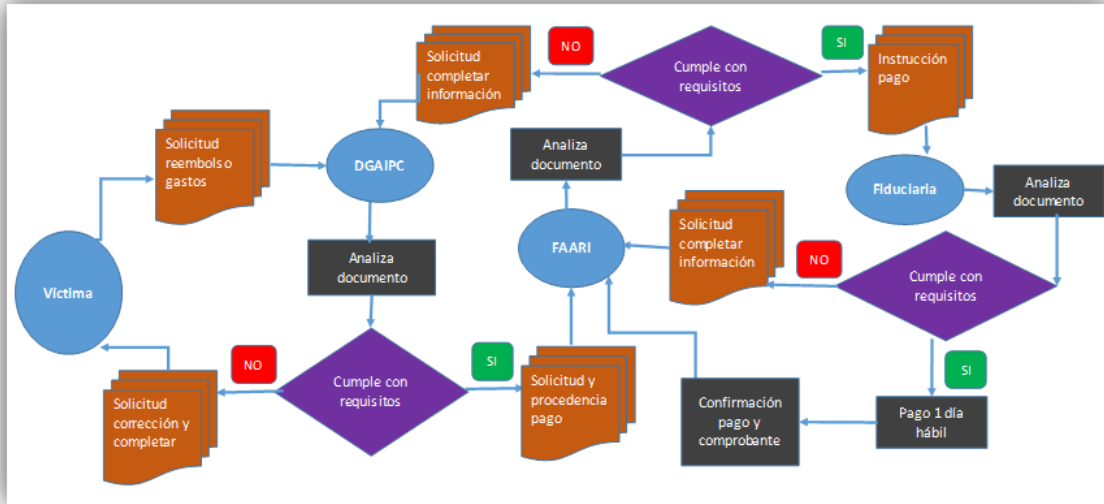 Solicitud
completar
información
NO
Cumple con
requisitos
SI
Instrucción
pago
Solicitud
reembolso
gastos
DGAIPC
Analiza
documento
Fiduciaria
Analiza
documento
Víctima
Analiza
documento
FAARI
Solicitud
completar
información
NO
Cumple con
requisitos
NO
Cumple con
requisitos
SI
Solicitud y
procedencia
pago
SI
Solicitud
corrección y
completar
Confirmación
pago y
comprobante
Pago 1 día
hábil